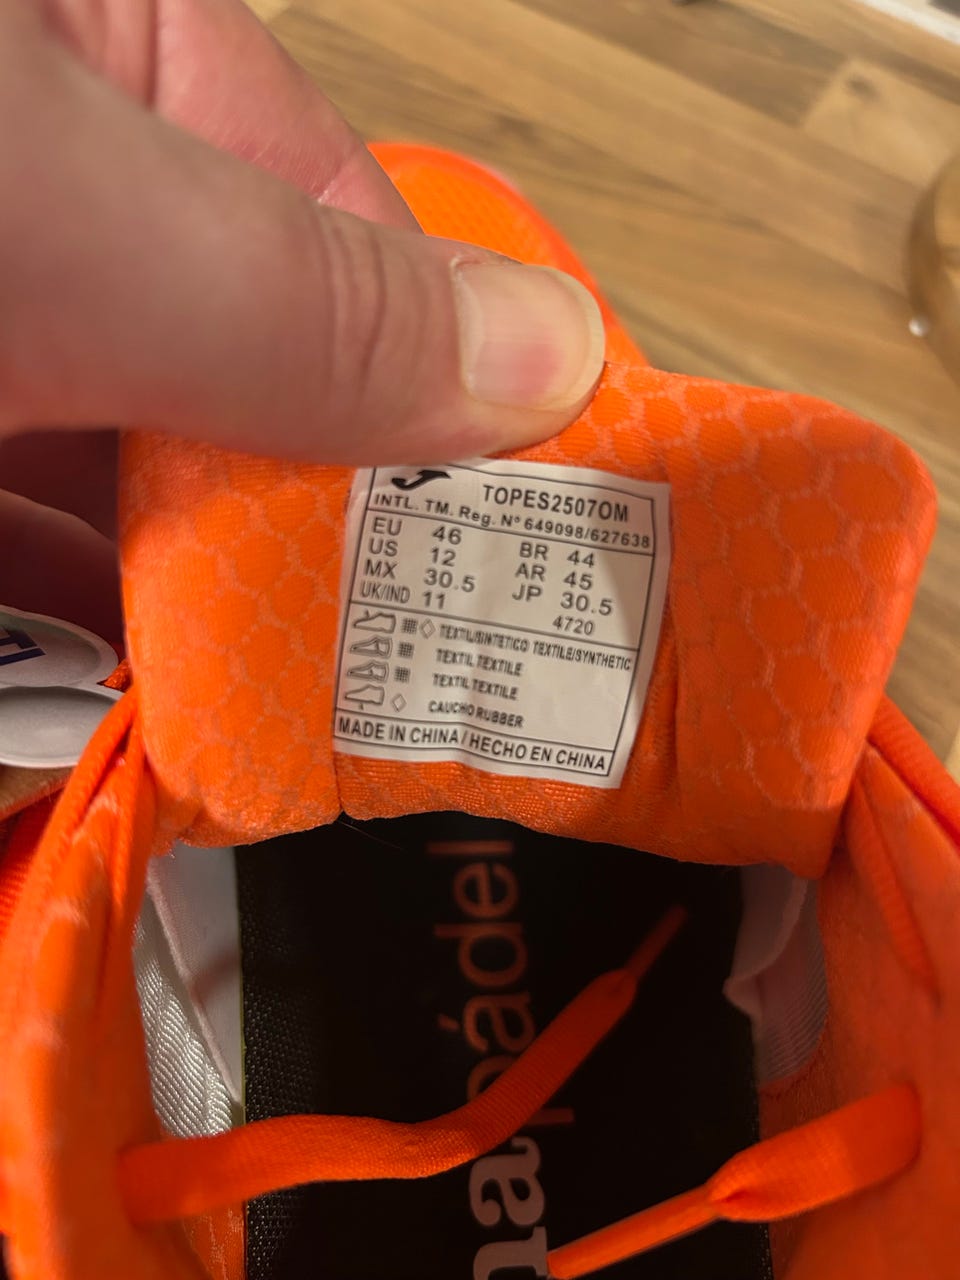 TOPES2507OM
INTL. TM. Reg. Nº 649098/627638
EU 46 BR 44
US 12 AR 45
MX 30.5 JP 30.5
UK/IND 11 4720
TEXTIL/SINTETICO TEXTILE/SYNTHETIC
TEXTIL TEXTILE
TEXTIL TEXTILE
CAUCHO RUBBER
MADE IN CHINA / HECHO EN CHINA
na pádel